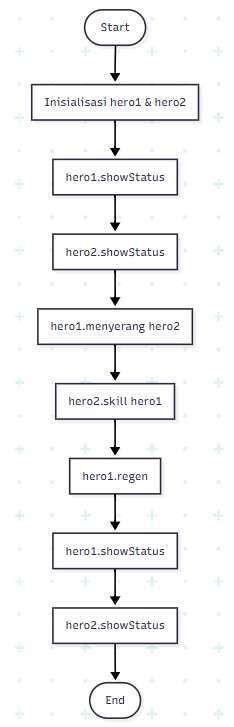 Start
Inisialisasi hero1 & hero2
hero1.showStatus
hero2.showStatus
hero1.menyerang hero2
hero2.skill hero1
hero1.regen
hero1.showStatus
hero2.showStatus
End